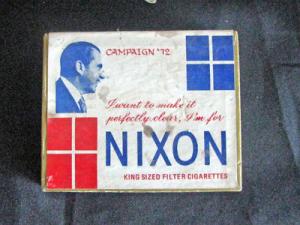 CAMPAIGN '72
I want to make it
perfectly clear, I'm for
NIXON
KING SIZED FILTER CIGARETTES